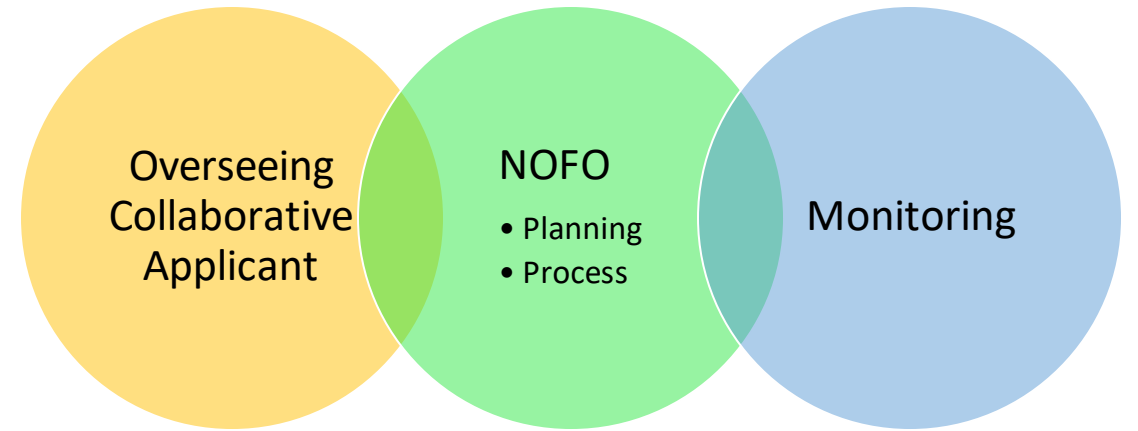 Overseeing
Collaborative
Applicant
NOFO
• Planning
• Process
Monitoring